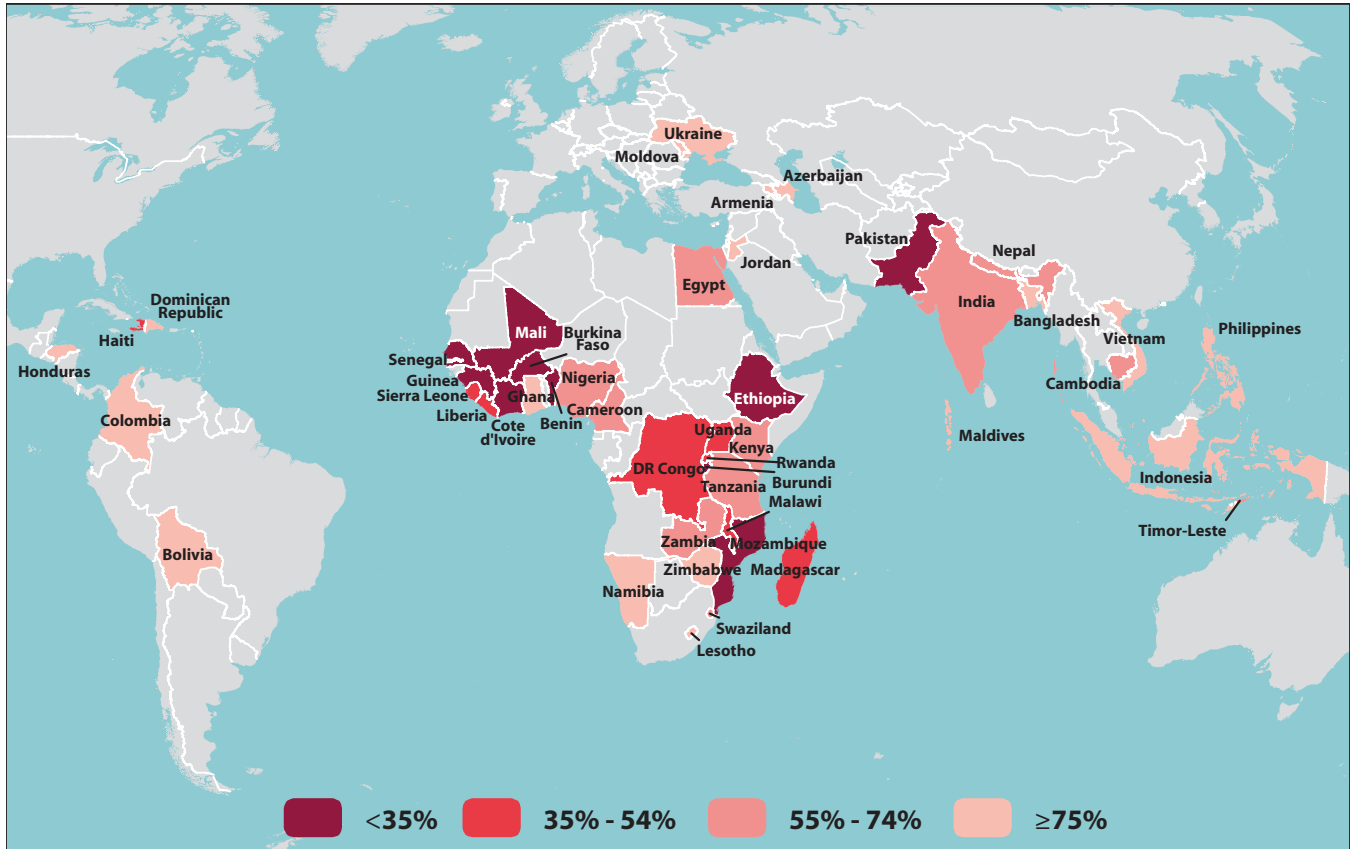 Ukraine
Moldova
Azerbaijan
Armenia
Pakistan
Nepal
Jordan
Egypt
India
Dominican
Republic
Bangladesh
Philippines
Haiti
Mali
Burkina
Faso
Vietnam
Senegal
Honduras
Guinea
Nigeria
Cambodia
Sierra Leone
Ghana
Ethiopia
Liberia
Cameroon
Colombia
Cote
d'Ivoire
Benin
Uganda
Kenya
Maldives
DR Congo
Rwanda
Burundi
Tanzania
Malawi
Indonesia
Timor-Leste
Bolivia
Zambia
Mozambique
Zimbabwe
Madagascar
Namibia
Swaziland
Lesotho
<35%
35% - 54%
55% - 74%
≥75%